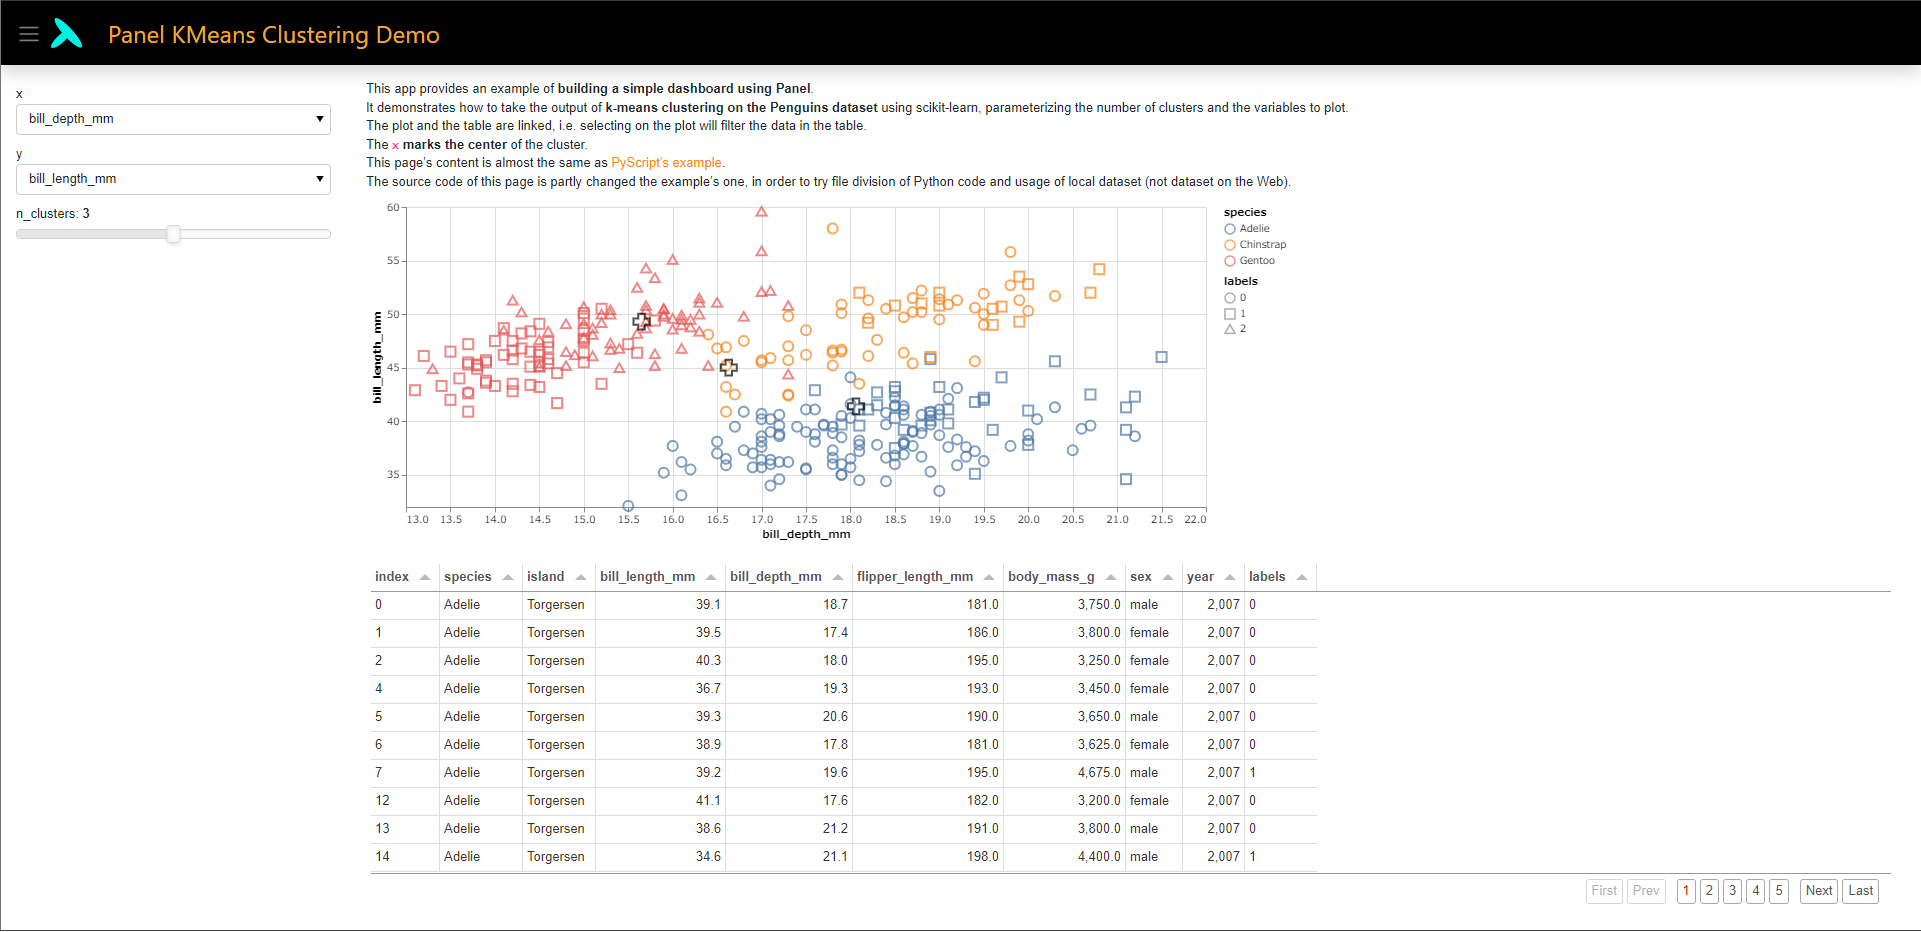 Panel KMeans Clustering Demo
x
bill_depth_mm
y
bill_length_mm
n_clusters: 3
This app provides an example of building a simple dashboard using Panel.
It demonstrates how to take the output of k-means clustering on the Penguins dataset using scikit-learn, parameterizing the number of clusters and the variables to plot.
The plot and the table are linked, i.e. selecting on the plot will filter the data in the table.
The x marks the center of the cluster.
This page's content is almost the same as PyScript's example.
The source code of this page is partly changed the example's one, in order to try file division of Python code and usage of local dataset (not dataset on the Web).
60
55
50
45
40
35
bill_length_mm
13.0 13.5 14.0 14.5 15.0 15.5 16.0 16.5 17.0 17.5 18.0 18.5 19.0 19.5 20.0 20.5 21.0 21.5 22.0
bill_depth_mm
species
Adelie
Chinstrap
Gentoo
labels
0
1
2
index species island bill_length_mm bill_depth_mm flipper_length_mm body_mass_g sex year labels
0 Adelie Torgersen 39.1 18.7 181.0 3,750.0 male 2,007 0
1 Adelie Torgersen 39.5 17.4 186.0 3,800.0 female 2,007 0
2 Adelie Torgersen 40.3 18.0 195.0 3,250.0 female 2,007 0
4 Adelie Torgersen 36.7 19.3 193.0 3,450.0 female 2,007 0
5 Adelie Torgersen 39.3 20.6 190.0 3,650.0 male 2,007 0
6 Adelie Torgersen 38.9 17.8 181.0 3,625.0 female 2,007 0
7 Adelie Torgersen 39.2 19.6 195.0 4,675.0 male 2,007 1
12 Adelie Torgersen 41.1 17.6 182.0 3,200.0 female 2,007 0
13 Adelie Torgersen 38.6 21.2 191.0 3,800.0 male 2,007 0
14 Adelie Torgersen 34.6 21.1 198.0 4,400.0 male 2,007 1
First Prev 1 2 3 4 5 Next Last